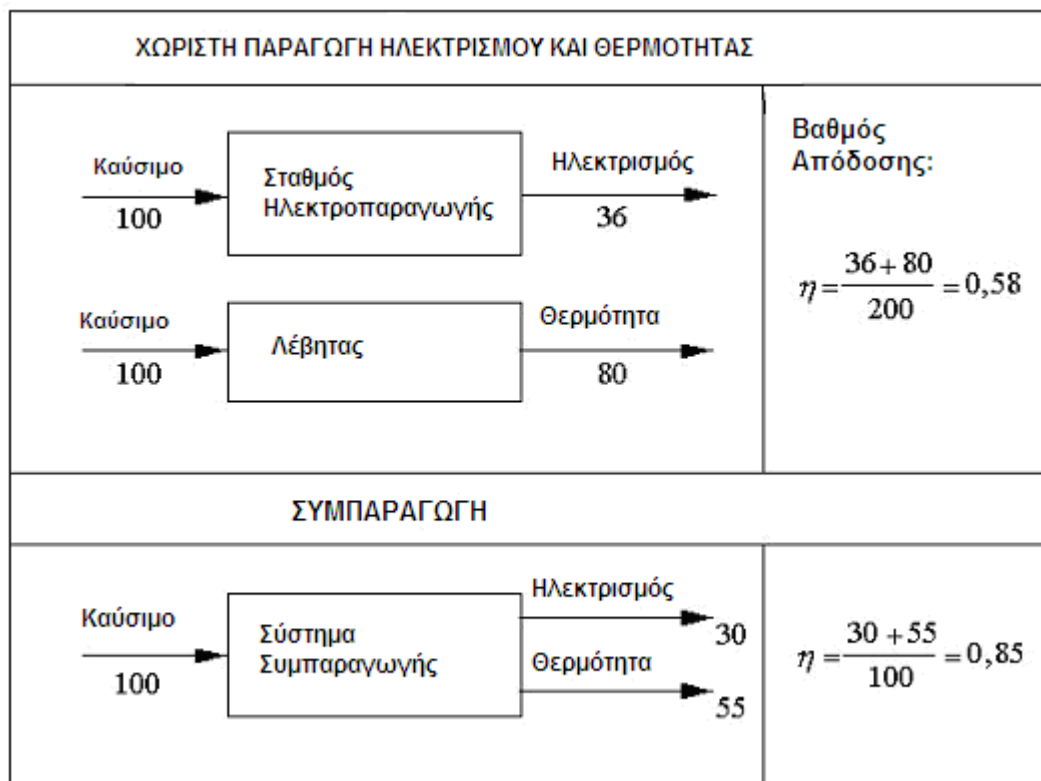 ΧΩΡΙΣΤΗ ΠΑΡΑΓΩΓΗ ΗΛΕΚΤΡΙΣΜΟΥ ΚΑΙ ΘΕΡΜΟΤΗΤΑΣ
Καύσιμο
100
Σταθμός
Ηλεκτροπαραγωγής
Ηλεκτρισμός
36
Καύσιμο
100
Λέβητας
Θερμότητα
80
Βαθμός
Απόδοσης:
η = (36 + 80) / 200 = 0,58
ΣΥΜΠΑΡΑΓΩΓΗ
Καύσιμο
100
Σύστημα
Συμπαραγωγής
Ηλεκτρισμός
30
Θερμότητα
55
η = (30 + 55) / 100 = 0,85